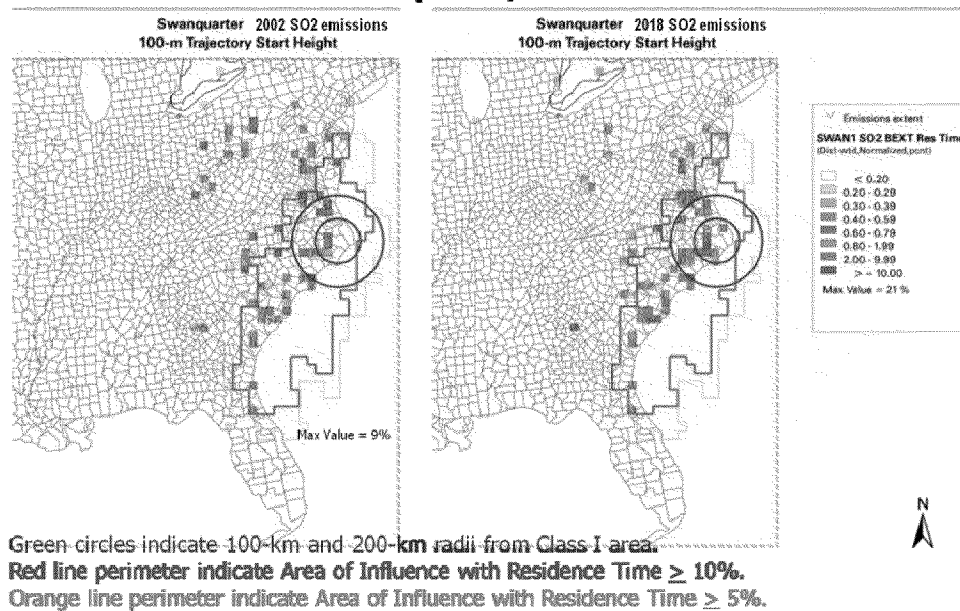 Swanquarter 2002 SO2 emissions
100-m Trajectory Start Height
Swanquarter 2018 SO2 emissions
100-m Trajectory Start Height
Max Value = 9%
Emissions extent
SWAN1 SO2 BEXT Res Time
(Dist-wtd, Normalized, pcnt)
< 0.20
0.20 - 0.29
0.30 - 0.39
0.40 - 0.59
0.60 - 0.79
0.80 - 1.99
2.00 - 9.99
> = 10.00
Max Value = 21 %
N
Green circles indicate 100-km and 200-km radii from Class I area.
Red line perimeter indicate Area of Influence with Residence Time ≥ 10%.
Orange line perimeter indicate Area of Influence with Residence Time ≥ 5%.